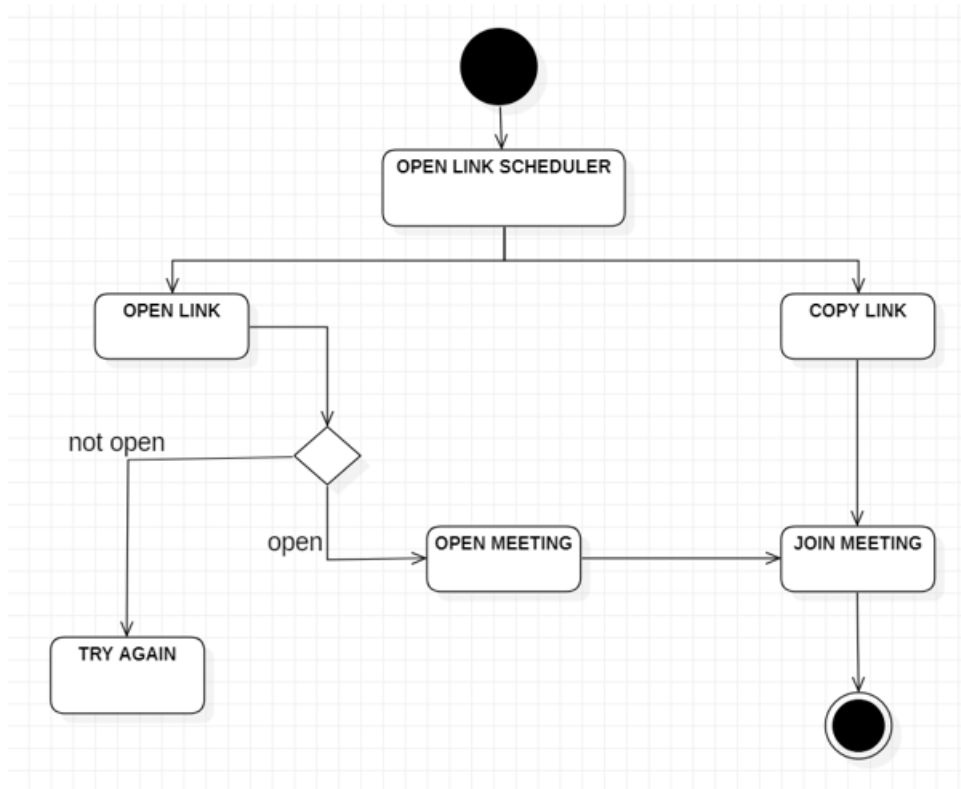 OPEN LINK SCHEDULER
OPEN LINK
COPY LINK
not open
open
OPEN MEETING
JOIN MEETING
TRY AGAIN